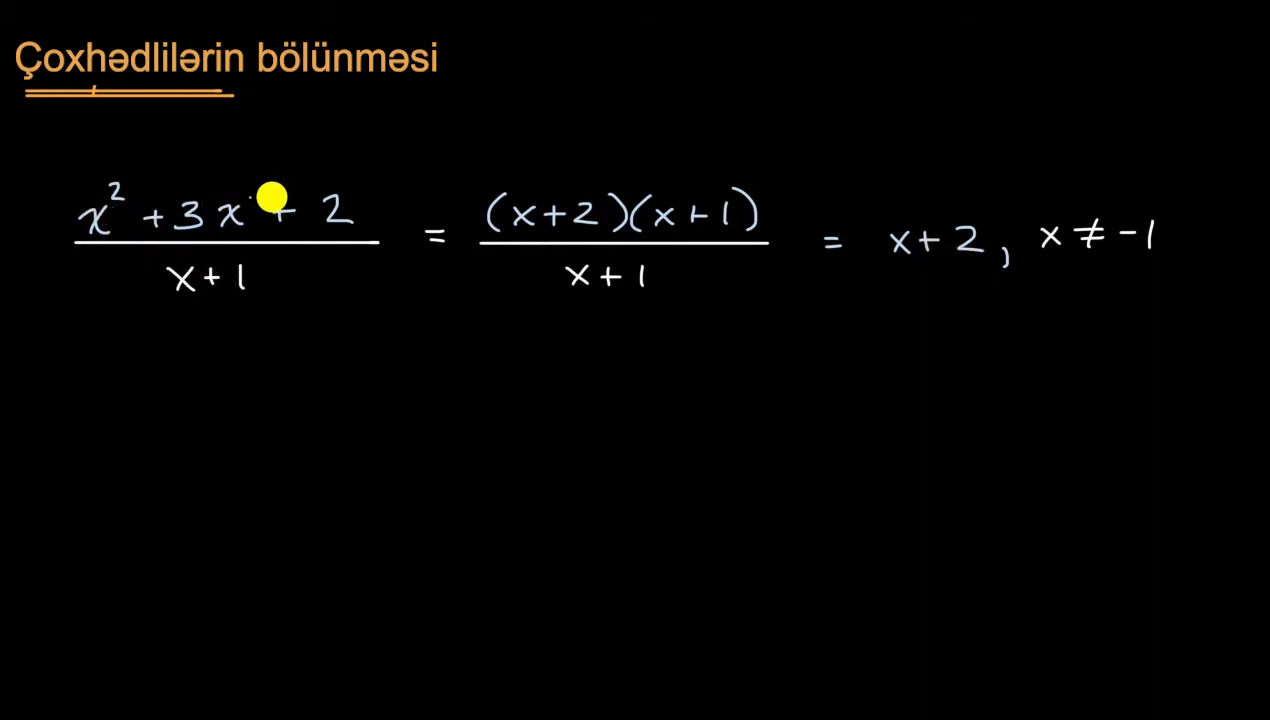 Çoxhədlilərin bölünməsi
x² + 3x + 2 / x + 1 = (x+2)(x+1) / x + 1 = x + 2, x ≠ -1